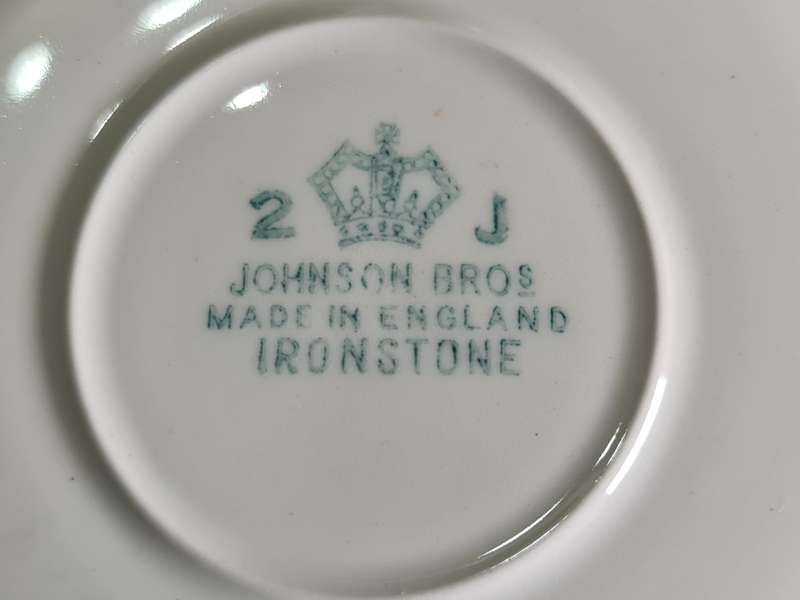 2 J
JOHNSON BROS
MADE IN ENGLAND
IRONSTONE